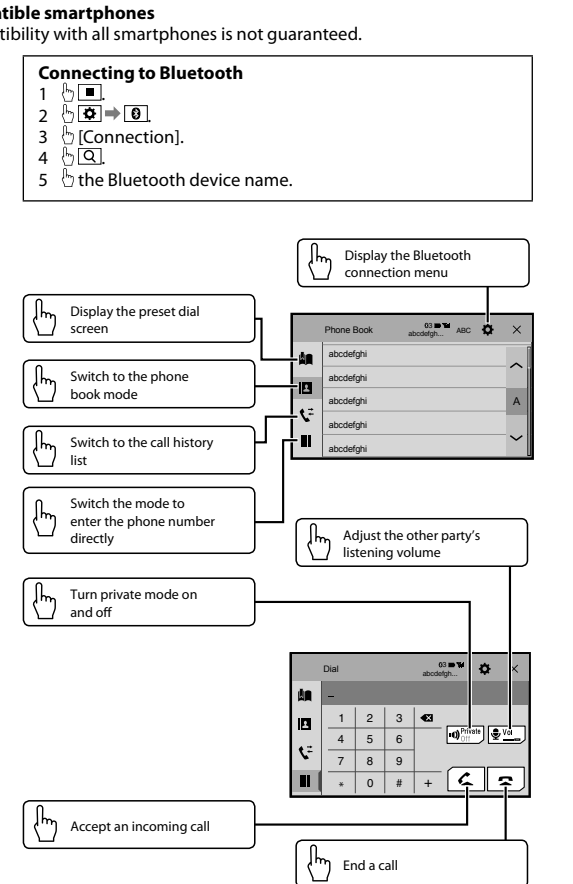 atible smartphones
tibility with all smartphones is not guaranteed.
Connecting to Bluetooth
1 .
2 .
3 [Connection].
4 .
5 the Bluetooth device name.
Display the Bluetooth
connection menu
Display the preset dial
screen
Switch to the phone
book mode
Switch to the call history
list
Switch the mode to
enter the phone number
directly
Phone Book
03
abcdefgh...
ABC
abcdefghi
abcdefghi
abcdefghi
abcdefghi
abcdefghi
A
Adjust the other party's
listening volume
Turn private mode on
and off
Dial
03
abcdefgh...
–
1 2 3
4 5 6
7 8 9
* 0 # +
Private
Off
Vol
Accept an incoming call
End a call